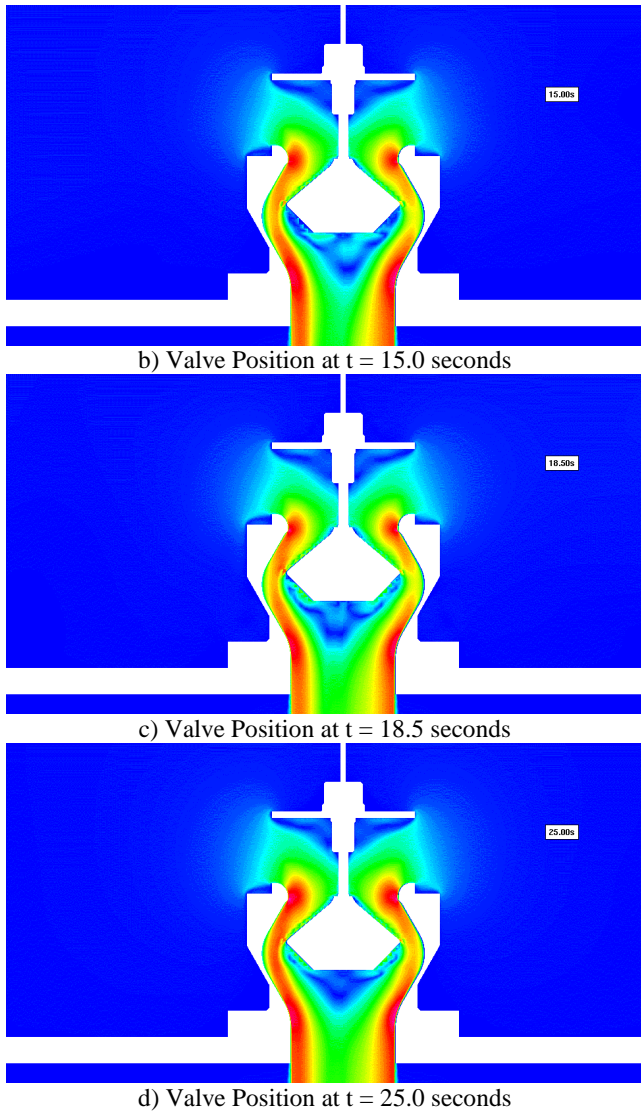 15.00s
b) Valve Position at t = 15.0 seconds
18.50s
c) Valve Position at t = 18.5 seconds
25.00s
d) Valve Position at t = 25.0 seconds